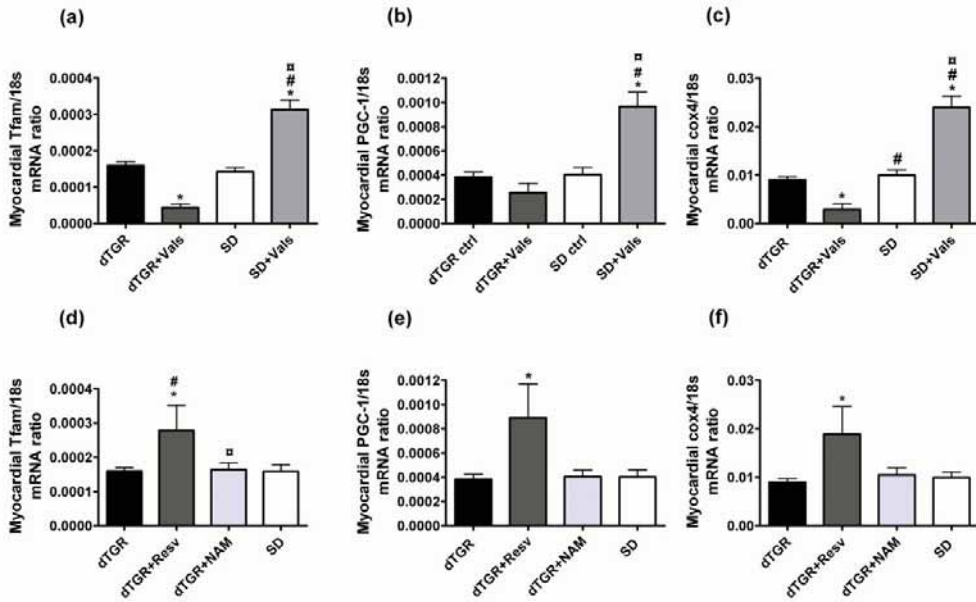 (a)
Myocardial Tfam/18s
mRNA ratio
0.0004
0.0003
0.0002
0.0001
0.0000
*
¤
#
*
dTGR
dTGR+Vals
SD
SD+Vals
(b)
Myocardial PGC-1/18s
mRNA ratio
0.0012
0.0010
0.0008
0.0006
0.0004
0.0002
0.0000
¤
#
*
dTGR ctrl
dTGR+Vals
SD ctrl
SD+Vals
(c)
Myocardial cox4/18s
mRNA ratio
0.03
0.02
0.01
0.00
*
#
¤
#
*
dTGR
dTGR+Vals
SD
SD+Vals
(d)
Myocardial Tfam/18s
mRNA ratio
0.0004
0.0003
0.0002
0.0001
0.0000
#
*
¤
dTGR
dTGR+Resv
dTGR+NAM
SD
(e)
Myocardial PGC-1/18s
mRNA ratio
0.0012
0.0010
0.0008
0.0006
0.0004
0.0002
0.0000
*
dTGR
dTGR+Resv
dTGR+NAM
SD
(f)
Myocardial cox4/18s
mRNA ratio
0.03
0.02
0.01
0.00
*
dTGR
dTGR+Resv
dTGR+NAM
SD